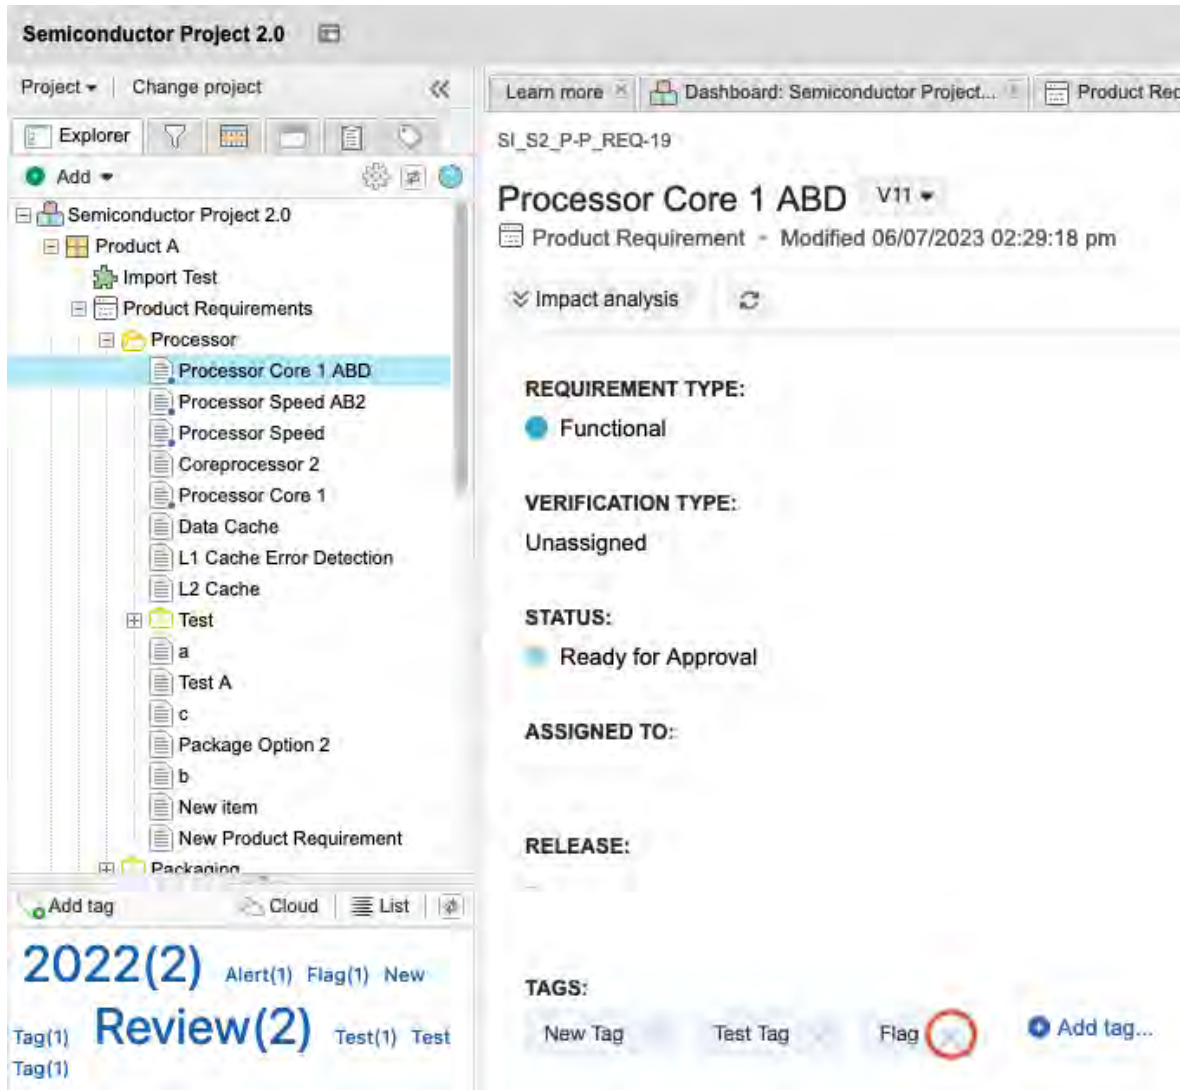 Semiconductor Project 2.0
Project
Change project
Explorer
Add
Semiconductor Project 2.0
Product A
Import Test
Product Requirements
Processor
Processor Core 1 ABD
Processor Speed AB2
Processor Speed
Coreprocessor 2
Processor Core 1
Data Cache
L1 Cache Error Detection
L2 Cache
Test
a
Test A
c
Package Option 2
b
New item
New Product Requirement
Packaging
Add tag
Cloud
List
2022(2) Alert(1) Flag(1) New
Tag(1) Review(2) Test(1) Test
Tag(1)
Learn more
Dashboard: Semiconductor Project...
Product Req
SI_S2_P-P_REQ-19
Processor Core 1 ABD V11
Product Requirement - Modified 06/07/2023 02:29:18 pm
Impact analysis
REQUIREMENT TYPE:
Functional
VERIFICATION TYPE:
Unassigned
STATUS:
Ready for Approval
ASSIGNED TO:
RELEASE:
TAGS:
New Tag Test Tag Flag Add tag...